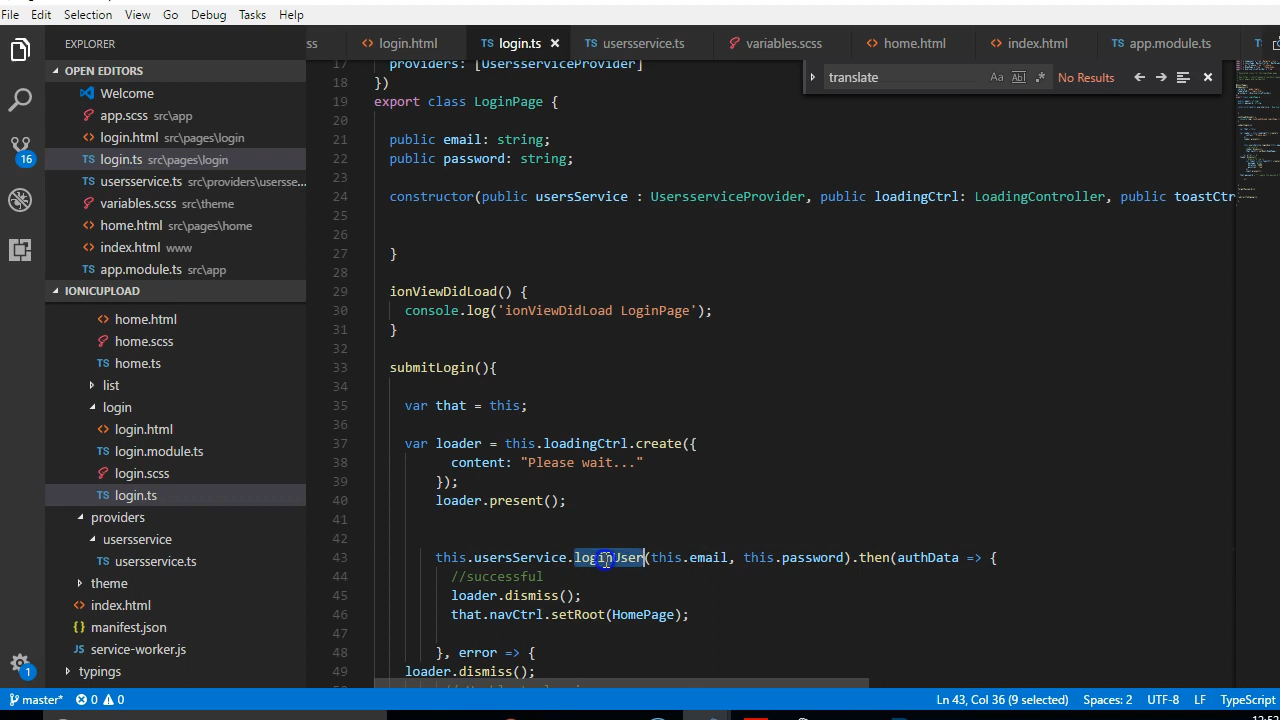 File Edit Selection View Go Debug Tasks Help
EXPLORER
OPEN EDITORS
Welcome
app.scss src\app
login.html src\pages\login
login.ts src\pages\login
usersservice.ts src\providers\usersse...
variables.scss src\theme
home.html src\pages\home
index.html www
app.module.ts src\app
IONICUPLOAD
home.html
home.scss
home.ts
list
login
login.html
login.module.ts
login.scss
login.ts
providers
usersservice
usersservice.ts
theme
index.html
manifest.json
service-worker.js
typings
16
1
ss login.html login.ts usersservice.ts variables.scss home.html index.html app.module.ts
translate Aa Abl .* No Results
17 providers: [UsersserviceProvider]
18 })
19 export class LoginPage {
20
21 public email: string;
22 public password: string;
23
24 constructor(public usersService : UsersserviceProvider, public loadingCtrl: LoadingController, public toastCtr
25
26
27 }
28
29 ionViewDidLoad() {
30 console.log('ionViewDidLoad LoginPage');
31 }
32
33 submitLogin(){
34
35 var that = this;
36
37 var loader = this.loadingCtrl.create({
38 content: "Please wait..."
39 });
40 loader.present();
41
42
43 this.usersService.loginUser(this.email, this.password).then(authData => {
44 //successful
45 loader.dismiss();
46 that.navCtrl.setRoot(HomePage);
47
48 }, error => {
49 loader.dismiss();
master* 0 0 Ln 43, Col 36 (9 selected) Spaces: 2 UTF-8 LF TypeScript